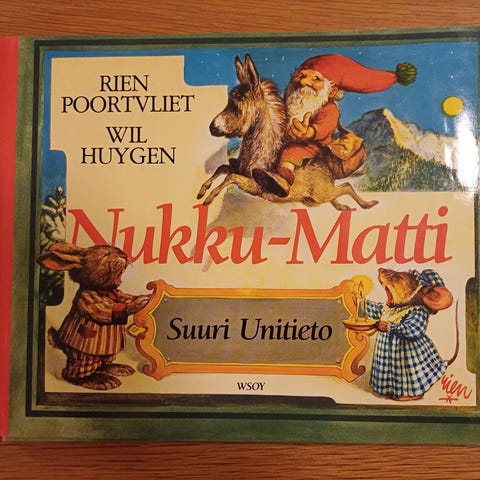 RIEN
POORTVLIET
WIL
HUYGEN
Nukku-Matti
Suuri Unitieto
WSOY
Rien